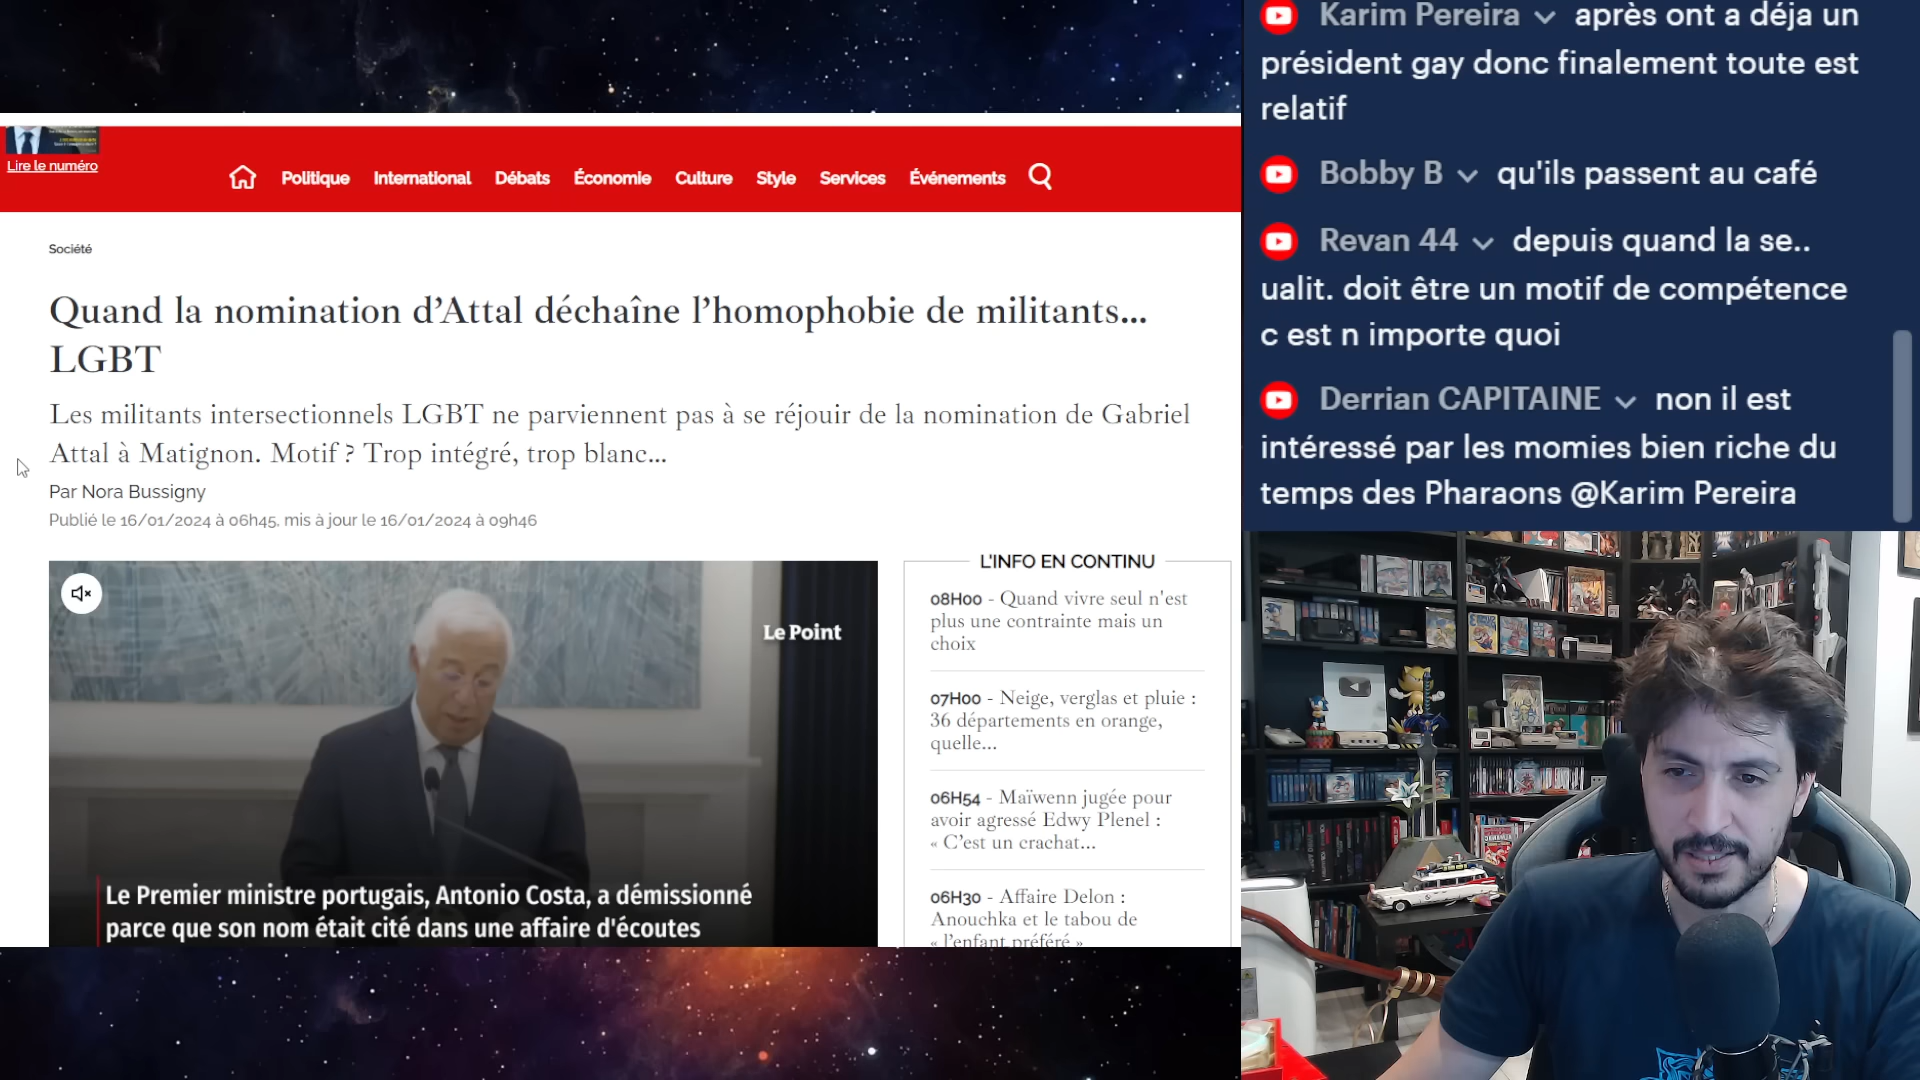 Lire le numéro
Politique International Débats Économie Culture Style Services Événements
Société
Quand la nomination d’Attal déchaîne l’homophobie de militants…
LGBT
Les militants intersectionnels LGBT ne parviennent pas à se réjouir de la nomination de Gabriel
Attal à Matignon. Motif ? Trop intégré, trop blanc…
Par Nora Bussigny
Publié le 16/01/2024 à 06h45, mis à jour le 16/01/2024 à 09h46
Le Point
Le Premier ministre portugais, Antonio Costa, a démissionné
parce que son nom était cité dans une affaire d'écoutes
L'INFO EN CONTINU
08H00 - Quand vivre seul n'est
plus une contrainte mais un
choix
07H00 - Neige, verglas et pluie :
36 départements en orange,
quelle...
06H54 - Maïwenn jugée pour
avoir agressé Edwy Plenel :
« C’est un crachat...
06H30 - Affaire Delon :
Anouchka et le tabou de
« l’enfant préféré »
Karim Pereira après ont a déja un
président gay donc finalement toute est
relatif
Bobby B qu'ils passent au café
Revan 44 depuis quand la se..
ualit. doit être un motif de compétence
c est n importe quoi
Derrian CAPITAINE non il est
intéressé par les momies bien riche du
temps des Pharaons @Karim Pereira